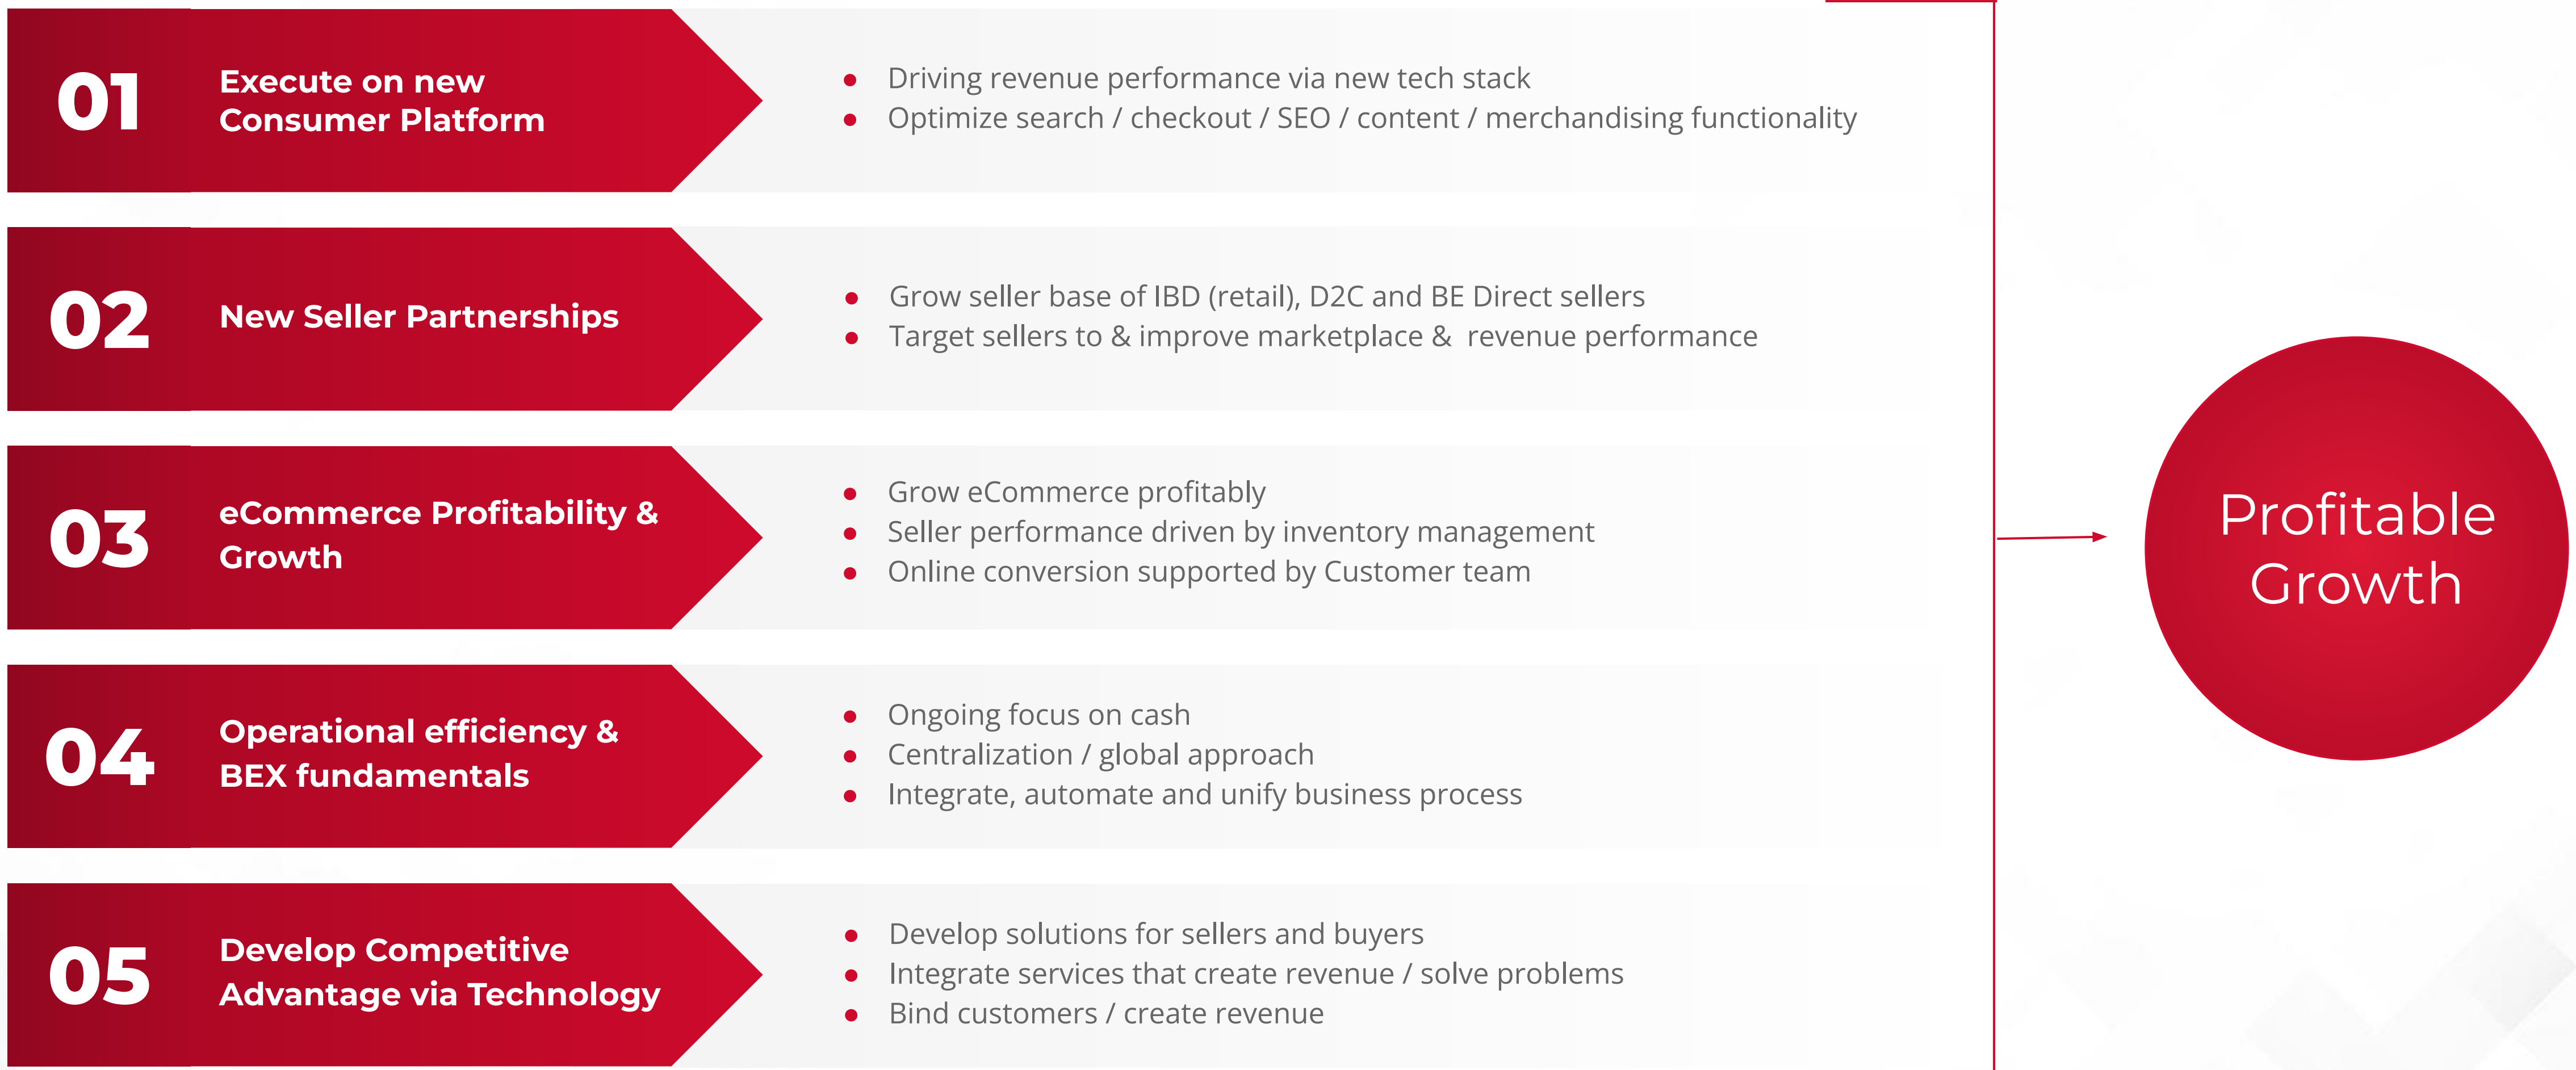 01
Execute on new
Consumer Platform
● Driving revenue performance via new tech stack
● Optimize search / checkout / SEO / content / merchandising functionality
02
New Seller Partnerships
● Grow seller base of IBD (retail), D2C and BE Direct sellers
● Target sellers to & improve marketplace &  revenue performance
03
eCommerce Profitability &
Growth
● Grow eCommerce profitably
● Seller performance driven by inventory management
● Online conversion supported by Customer team
04
Operational efficiency &
BEX fundamentals
● Ongoing focus on cash
● Centralization / global approach
● Integrate, automate and unify business process
05
Develop Competitive
Advantage via Technology
● Develop solutions for sellers and buyers
● Integrate services that create revenue / solve problems
● Bind customers / create revenue
Profitable
Growth